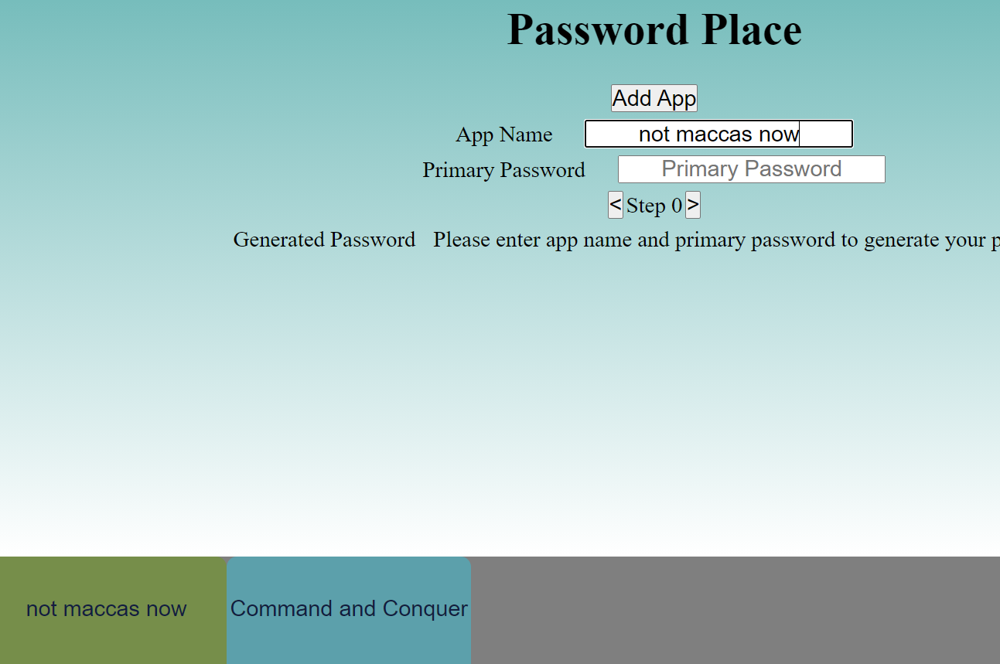 Password Place
Add App
App Name not maccas now
Primary Password Primary Password
< Step 0 >
Generated Password Please enter app name and primary password to generate your p
not maccas now Command and Conquer